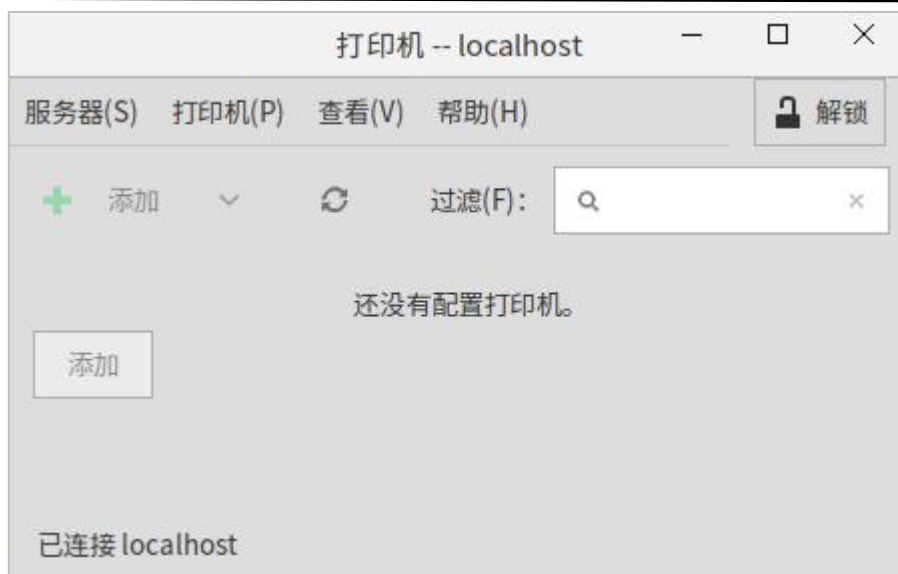 打印机 -- localhost
服务器(S) 打印机(P) 查看(V) 帮助(H) 解锁
添加 过滤(F)：
还没有配置打印机。
添加
已连接 localhost